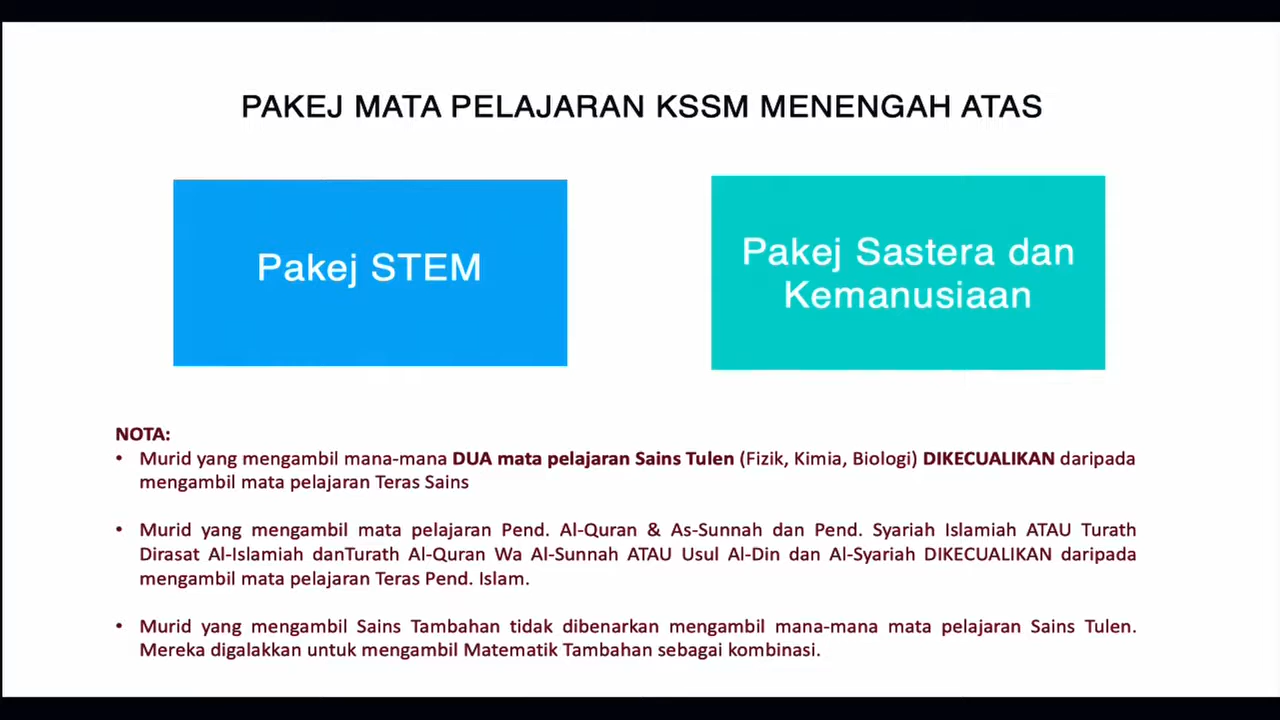 PAKEJ MATA PELAJARAN KSSM MENENGAH ATAS
Pakej STEM
Pakej Sastera dan
Kemanusiaan
NOTA:
• Murid yang mengambil mana-mana DUA mata pelajaran Sains Tulen (Fizik, Kimia, Biologi) DIKECUALIKAN daripada
mengambil mata pelajaran Teras Sains
• Murid yang mengambil mata pelajaran Pend. Al-Quran & As-Sunnah dan Pend. Syariah Islamiah ATAU Turath
Dirasat Al-Islamiah danTurath Al-Quran Wa Al-Sunnah ATAU Usul Al-Din dan Al-Syariah DIKECUALIKAN daripada
mengambil mata pelajaran Teras Pend. Islam.
• Murid yang mengambil Sains Tambahan tidak dibenarkan mengambil mana-mana mata pelajaran Sains Tulen.
Mereka digalakkan untuk mengambil Matematik Tambahan sebagai kombinasi.